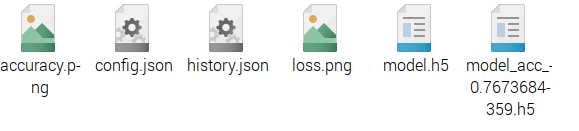 accuracy.p-
ng
config.json
history.json
loss.png
model.h5
model_acc_-
0.7673684-
359.h5